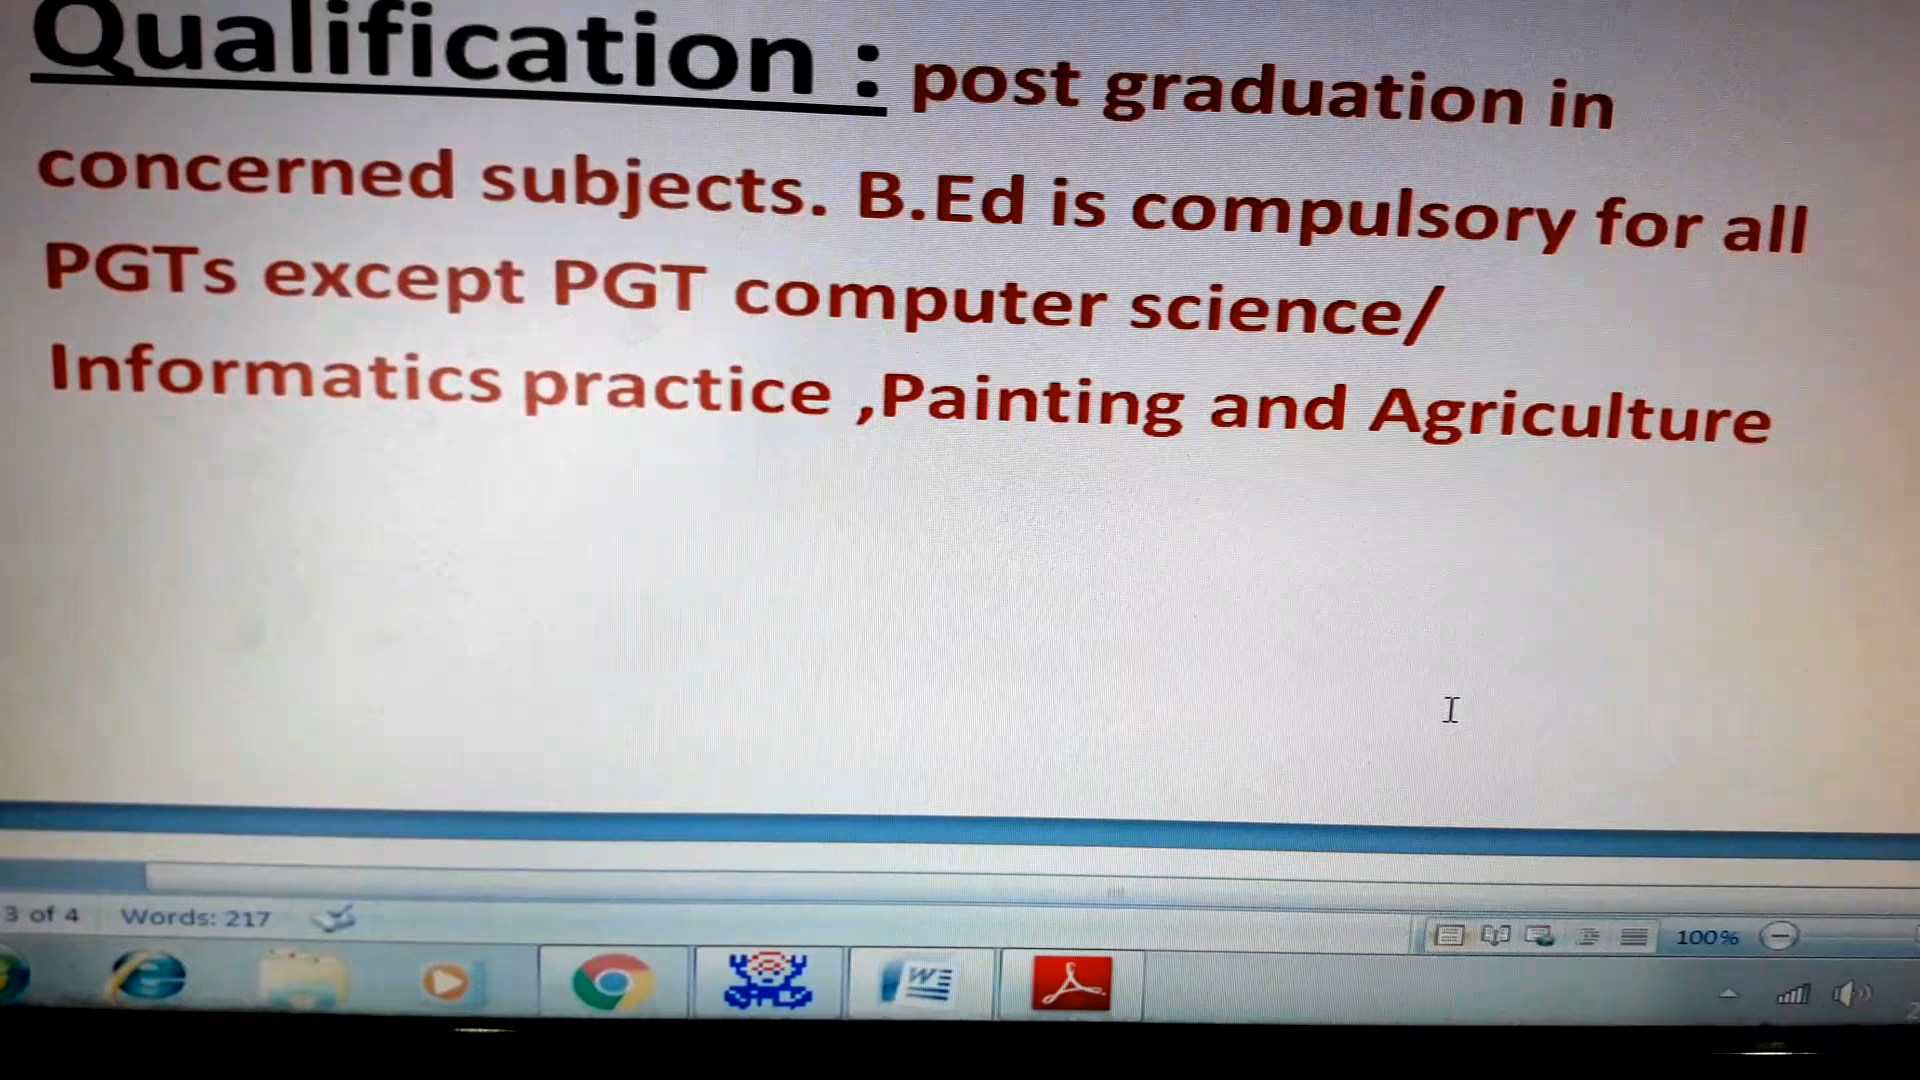 Qualification : post graduation in
concerned subjects. B.Ed is compulsory for all
PGTs except PGT computer science/
Informatics practice ,Painting and Agriculture
3 of 4 Words: 217 100%